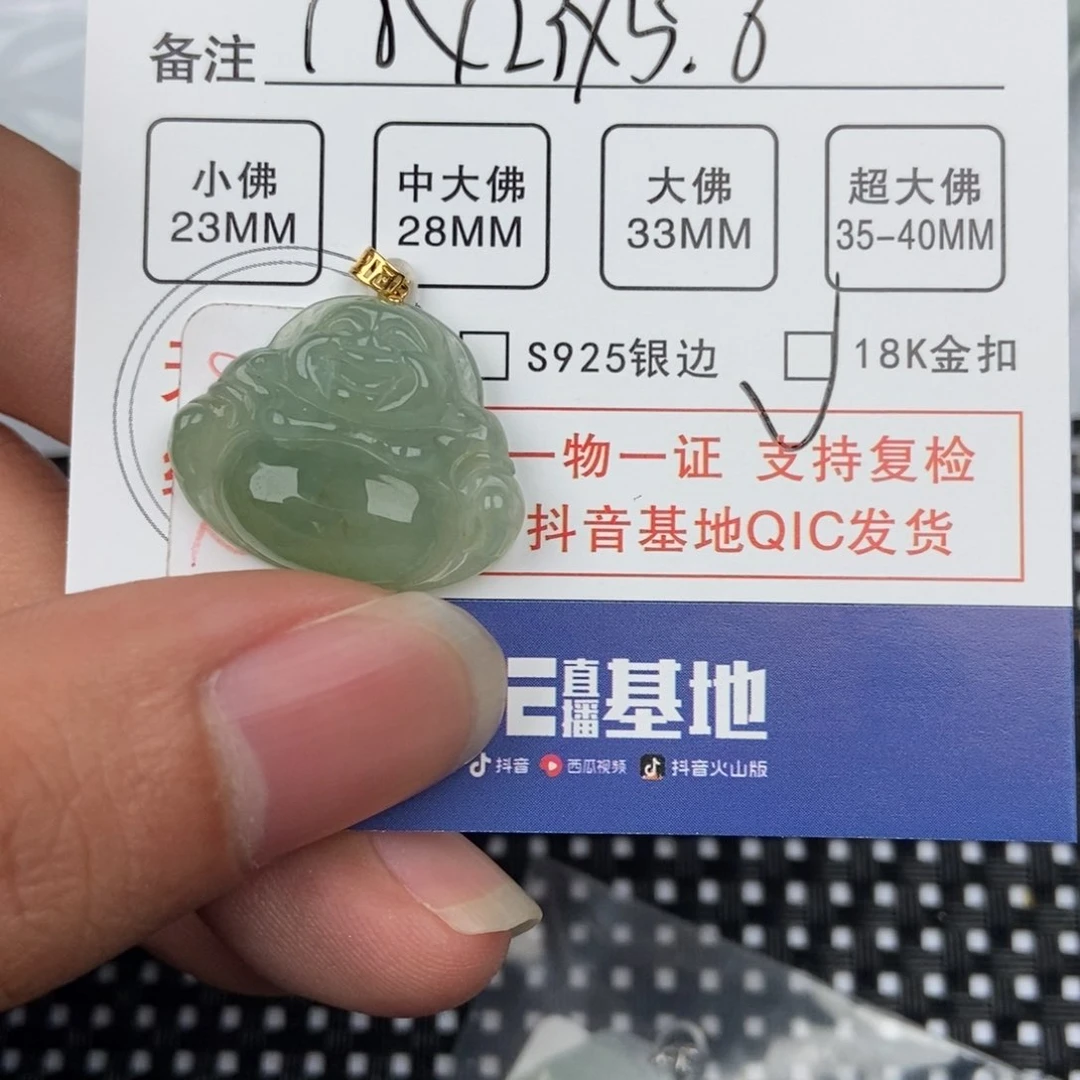 备注 18X21X5.6
小佛
23MM
中大佛
28MM
大佛
33MM
超大佛
35-40MM
S925银边
18K金扣
一物一证 支持复检
抖音基地QIC发货
直播基地
抖音 西瓜视频 抖音火山版